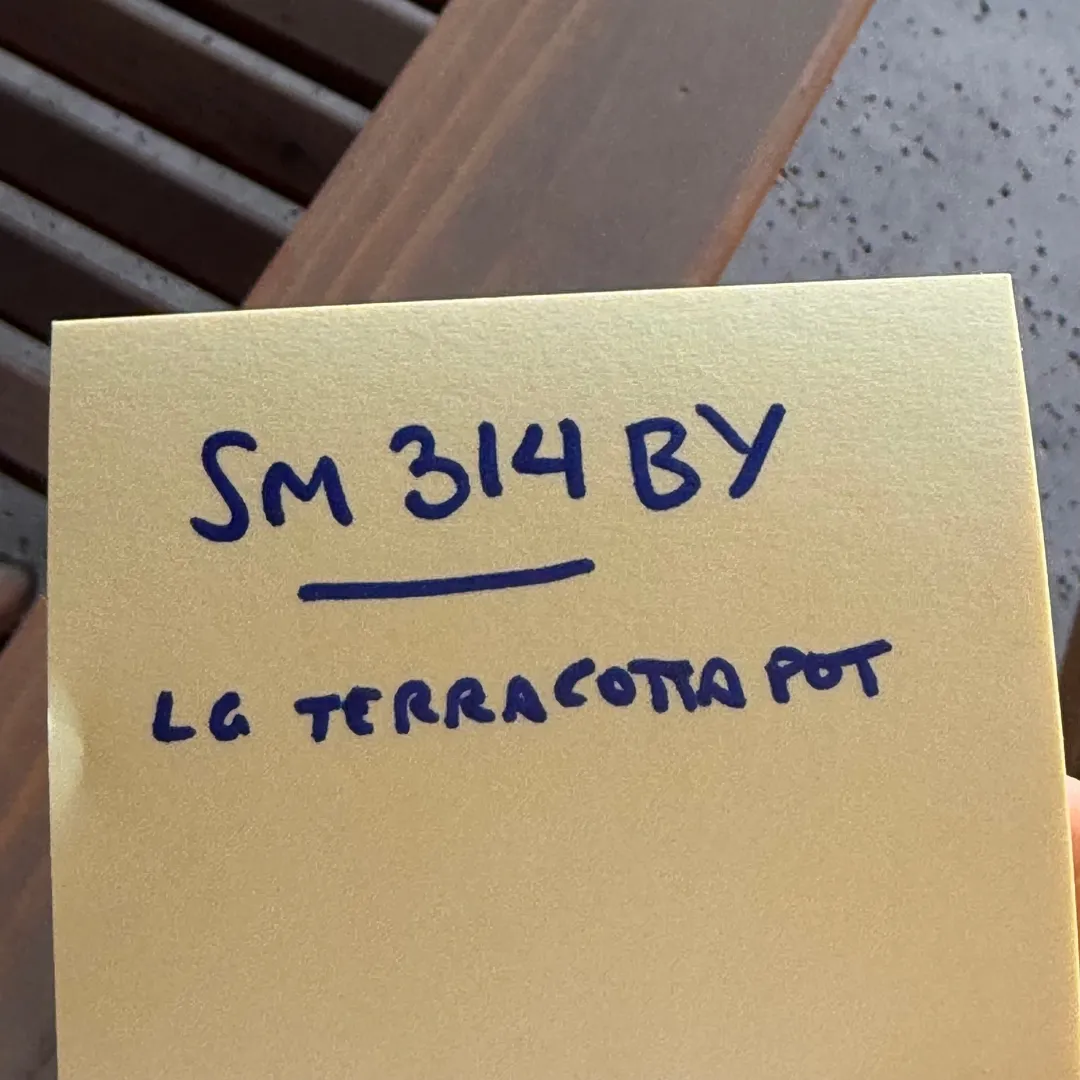 SM 314 BY
LG TERRACOTTA POT